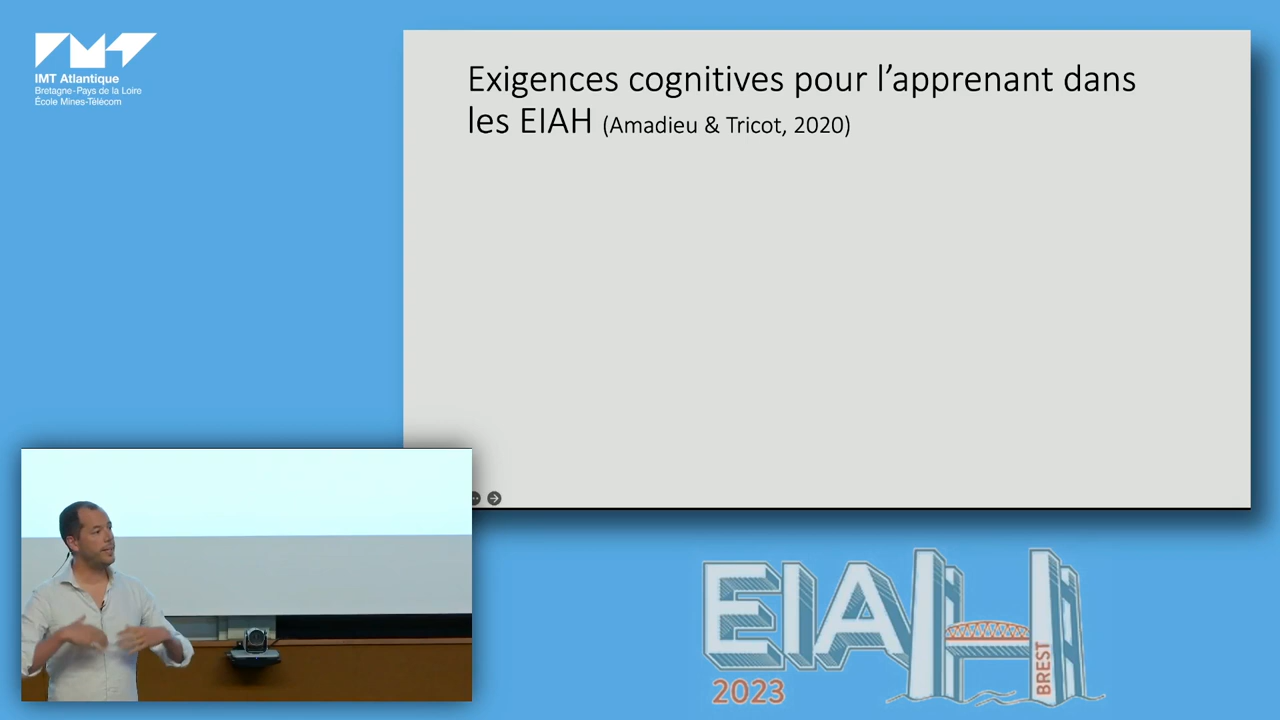 IMT Atlantique
Bretagne-Pays de la Loire
École Mines-Télécom
Exigences cognitives pour l’apprenant dans
les EIAH (Amadieu & Tricot, 2020)
EIAH
BREST
2023